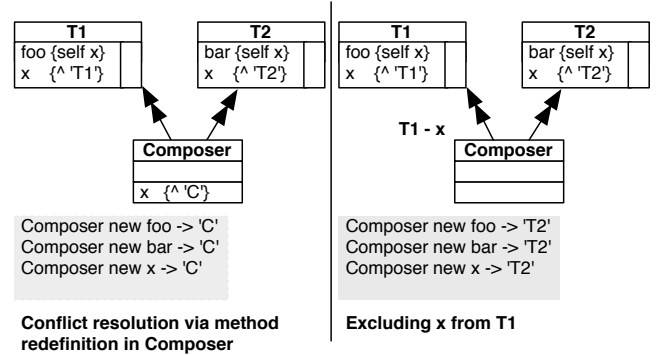 T1
foo {self x}
x {^ 'T1'}
T2
bar {self x}
x {^ 'T2'}
Composer
x {^ 'C'}
Composer new foo -> 'C'
Composer new bar -> 'C'
Composer new x -> 'C'
Conflict resolution via method
redefinition in Composer
T1
foo {self x}
x {^ 'T1'}
T2
bar {self x}
x {^ 'T2'}
T1 - x
Composer
Composer new foo -> 'T2'
Composer new bar -> 'T2'
Composer new x -> 'T2'
Excluding x from T1